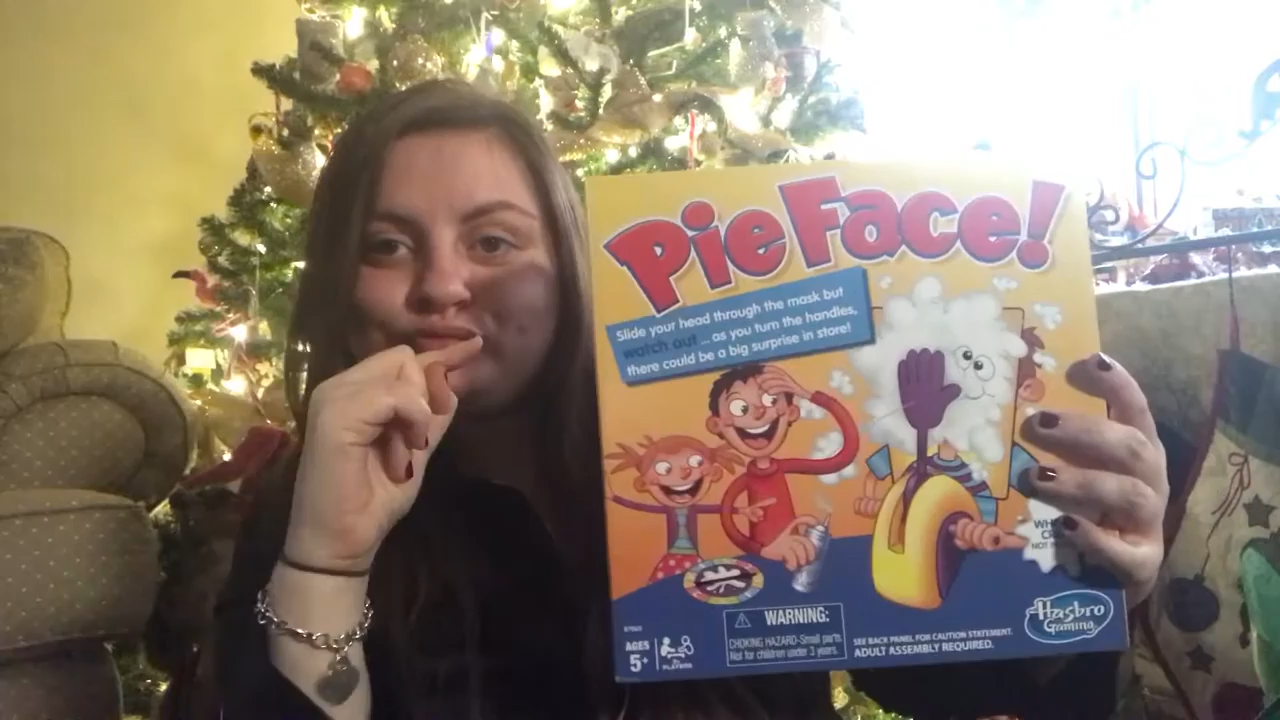 Pie Face!
Slide your head through the mask but
watch out ... as you turn the handles,
there could be a big surprise in store!
WARNING:
CHOKING HAZARD-Small parts
Not for children under 3 years.
AGES
5+
PLAYERS
SEE BACK PANEL FOR CAUTION STATEMENT.
ADULT ASSEMBLY REQUIRED.
NOT
Hasbro
Gaming